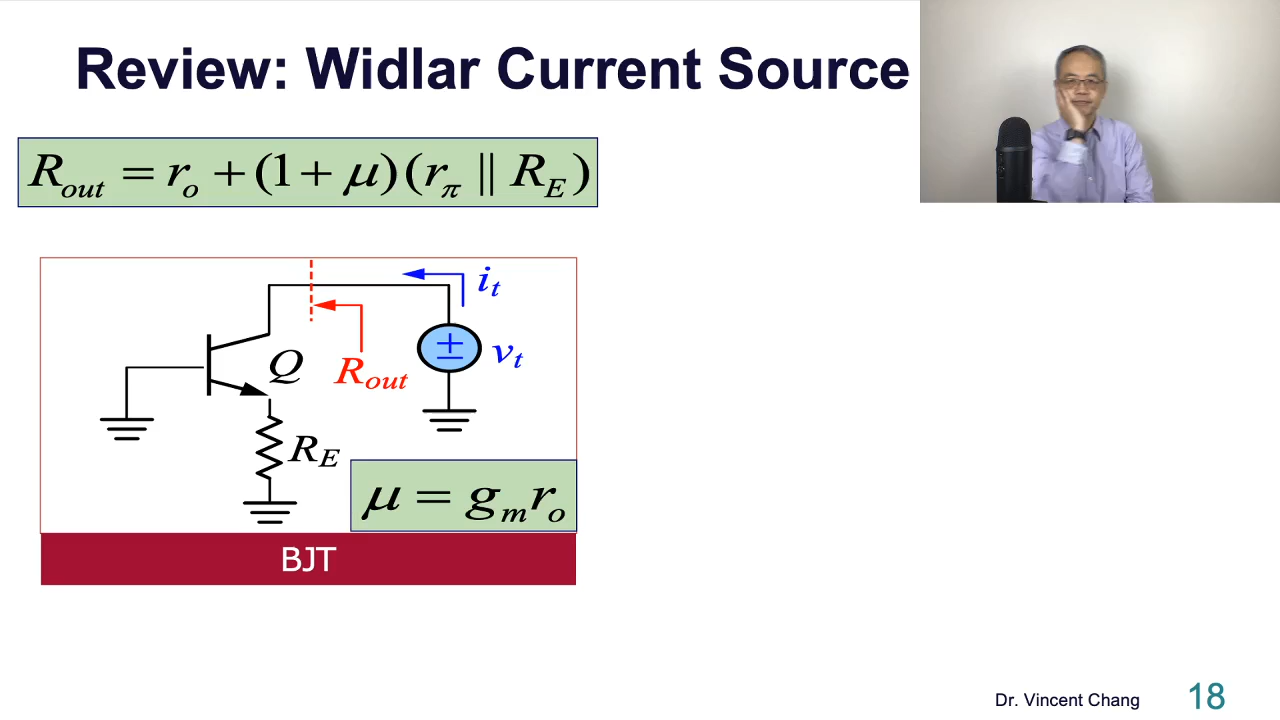 Review: Widlar Current Source
R_out = r_o + (1 + μ)(r_π || R_E)
i_t
Q
R_out
±
v_t
R_E
μ = g_m r_o
BJT
Dr. Vincent Chang
18